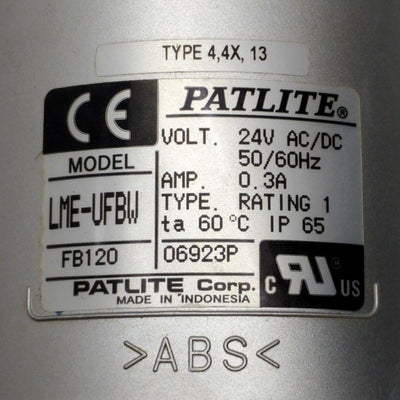 TYPE 4,4X, 13
CE
PATLITE®
VOLT. 24V AC/DC
50/60Hz
MODEL
AMP. 0.3A
LME-UFBW
TYPE. RATING 1
ta 60°C IP 65
FB120
06923P
PATLITE Corp.
MADE IN INDONESIA
c RU US
>ABS<